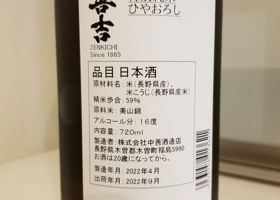 善吉
ZENKICHI
Since 1865
ひやおろし
品目 日本酒
原材料名：米(長野県産)、
米こうじ(長野県産米)
精米歩合：59%
原料米：美山錦
アルコール分：16度
内容量：720ml
製造者：株式会社中善酒造店
長野県木曽郡木曽町福島5990
お酒は20歳になってから。
製造年月：2022年4月
出荷年月：2022年9月